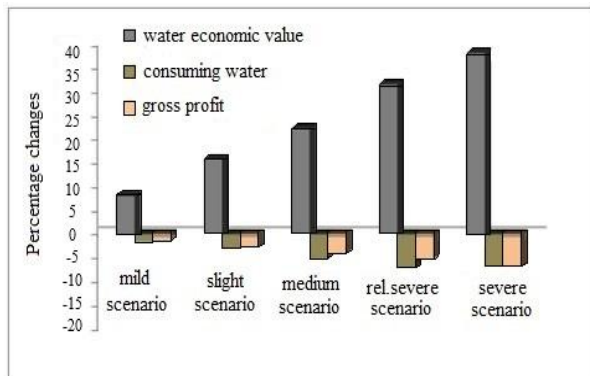 Percentage changes
40
35
30
25
20
15
10
5
0
-5
-10
-15
-20
water economic value
consuming water
gross profit
mild
scenario
slight
scenario
medium
scenario
rel.severe
scenario
severe
scenario